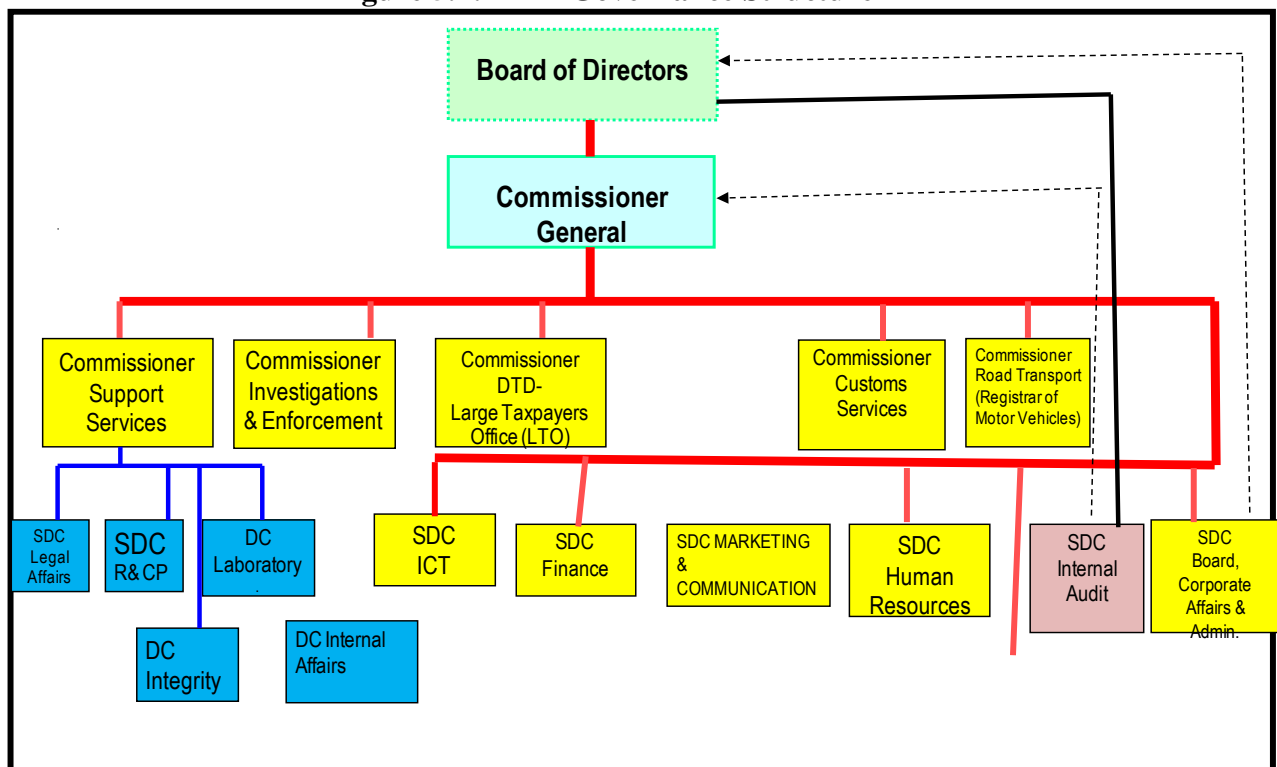 Board of Directors
Commissioner
General
Commissioner
Support
Services
Commissioner
Investigations
& Enforcement
Commissioner
DTD-
Large Taxpayers
Office (LTO)
Commissioner
Customs
Services
Commissioner
Road Transport
(Registrar of
Motor Vehicles)
SDC
Legal
Affairs
SDC
R& CP
DC
Laboratory
.
DC
Integrity
DC Internal
Affairs
SDC
ICT
SDC
Finance
SDC MARKETING
&
COMMUNICATION
SDC
Human
Resources
SDC
Internal
Audit
SDC
Board,
Corporate
Affairs &
Admin.